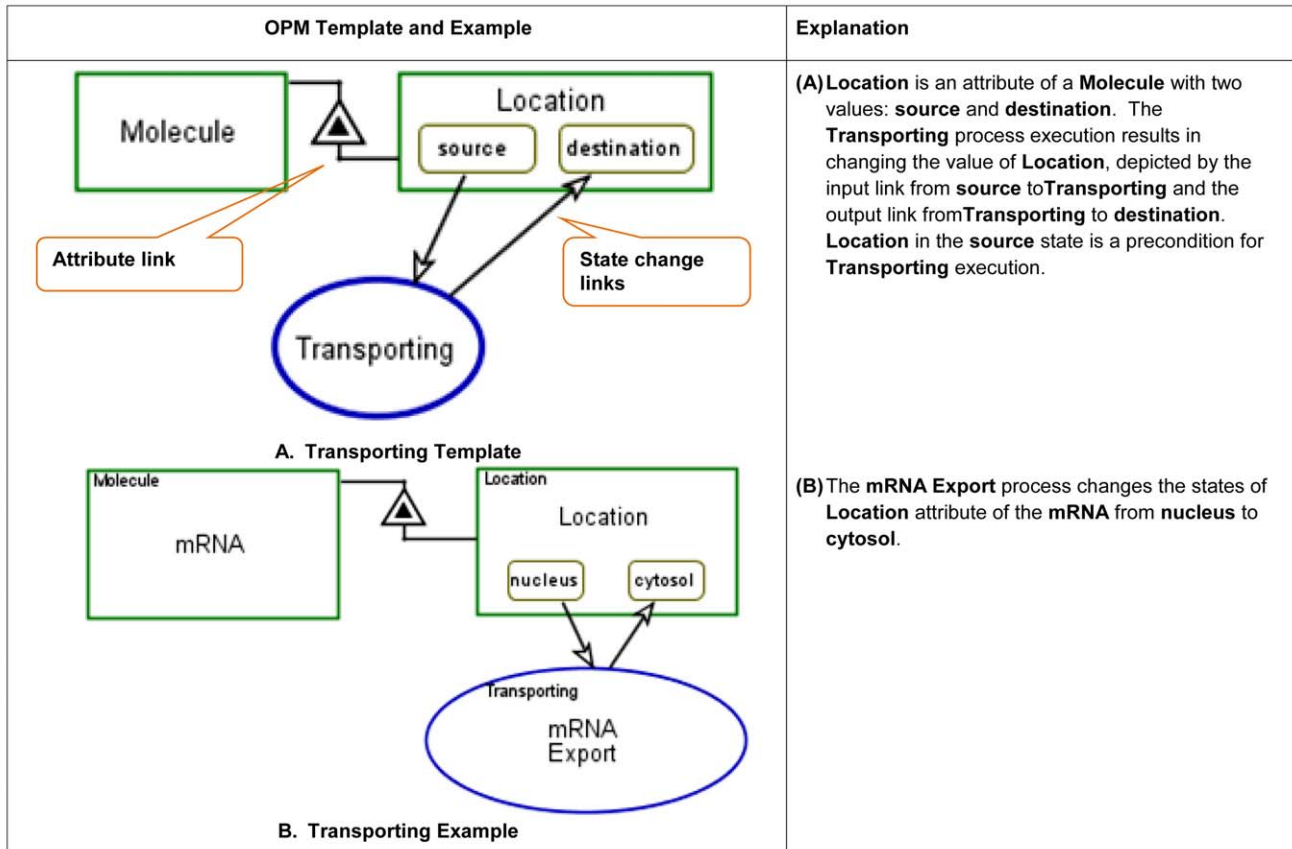 OPM Template and Example
Explanation
Molecule
Location
source
destination
Attribute link
State change
links
Transporting
A. Transporting Template
(A) Location is an attribute of a Molecule with two
values: source and destination. The
Transporting process execution results in
changing the value of Location, depicted by the
input link from source toTransporting and the
output link fromTransporting to destination.
Location in the source state is a precondition for
Transporting execution.
Molecule
mRNA
Location
Location
nucleus
cytosol
Transporting
mRNA
Export
B. Transporting Example
(B) The mRNA Export process changes the states of
Location attribute of the mRNA from nucleus to
cytosol.